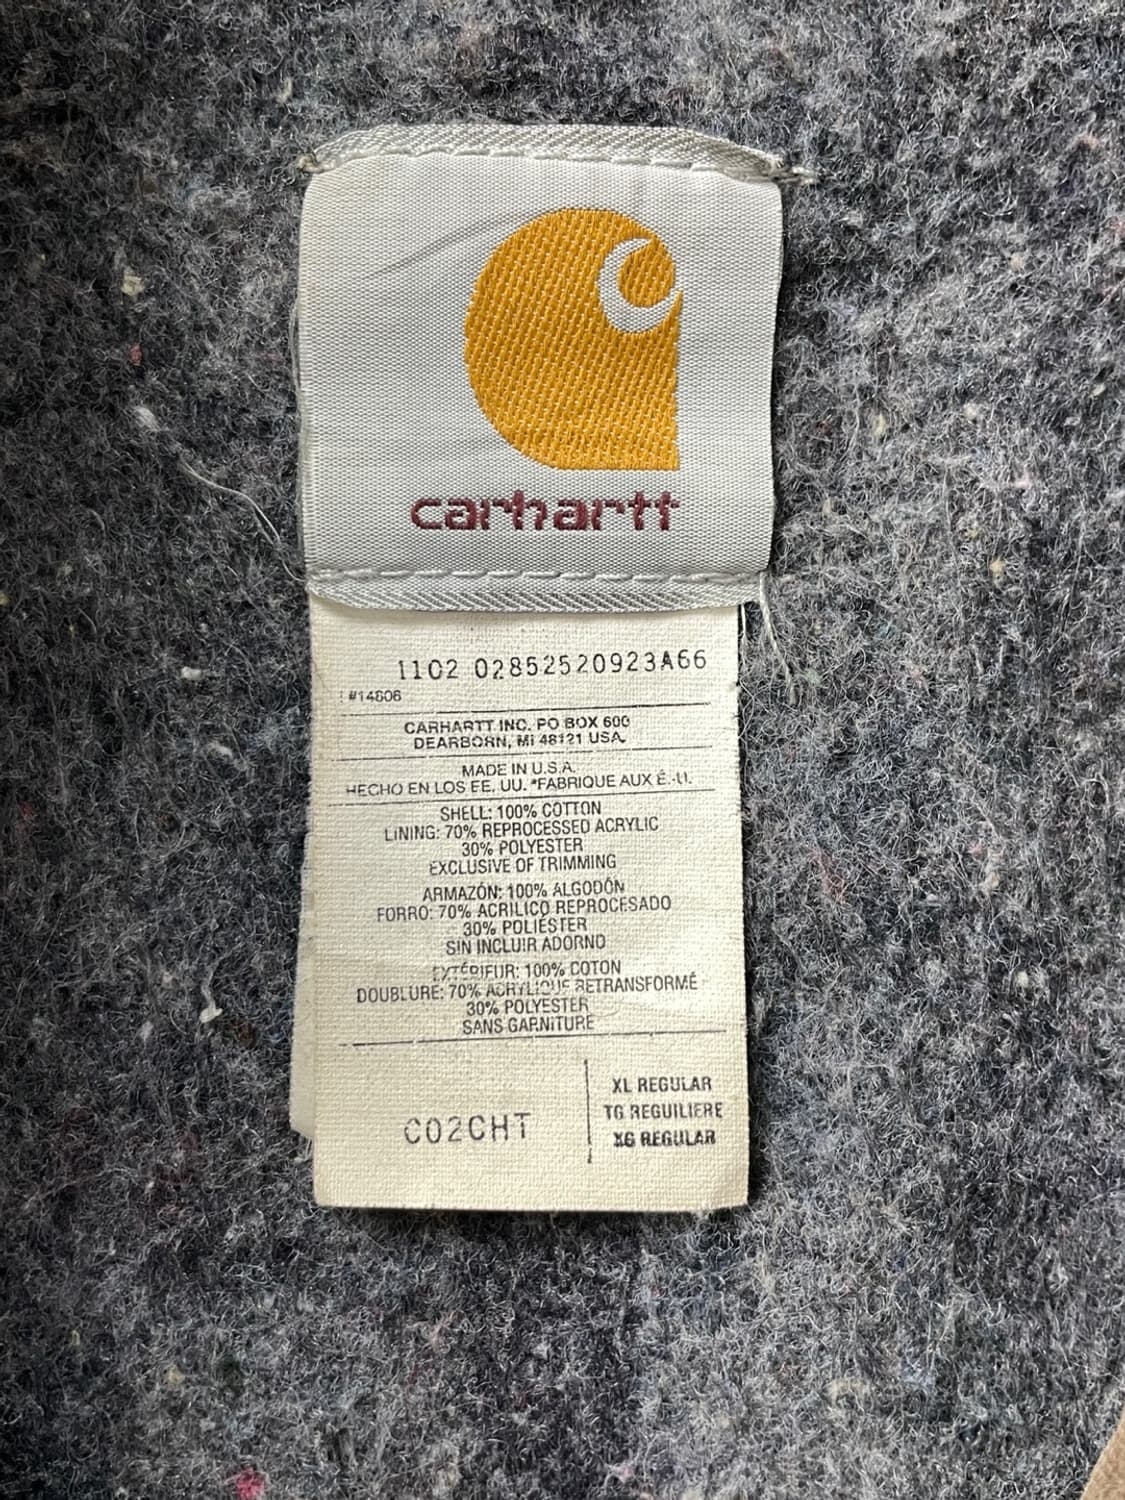 carhartt
1102 02852520923A66
#14806
CARHARTT INC. PO BOX 600
DEARBORN, MI 48121 USA.
MADE IN U.S.A.
HECHO EN LOS EE. UU. *FABRIQUE AUX É.-U.
SHELL: 100% COTTON
LINING: 70% REPROCESSED ACRYLIC
30% POLYESTER
EXCLUSIVE OF TRIMMING
ARMAZÓN: 100% ALGODÓN
FORRO: 70% ACRILICO REPROCESADO
30% POLIESTER
SIN INCLUIR ADORNO
EXTÉRIEUR: 100% COTON
DOUBLURE: 70% ACRYLIQUE RETRANSFORMÉ
30% POLYESTER
SANS GARNITURE
C02CHT
XL REGULAR
TG REGUILIERE
XG REGULAR